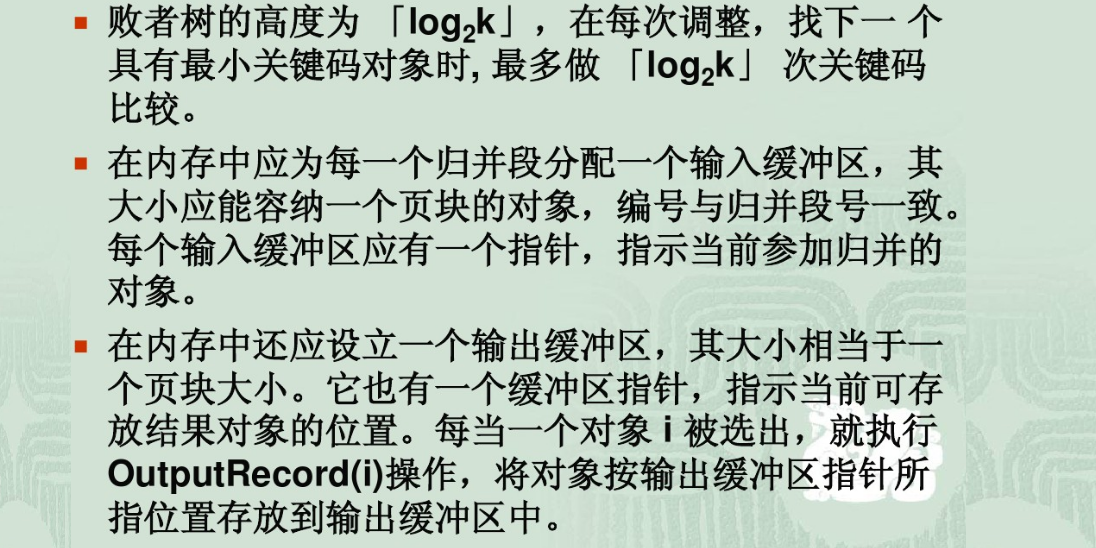 ▪ 败者树的高度为 「log₂k」，在每次调整，找下一 个
具有最小关键码对象时, 最多做 「log₂k」 次关键码
比较。
▪ 在内存中应为每一个归并段分配一个输入缓冲区，其
大小应能容纳一个页块的对象，编号与归并段号一致。
每个输入缓冲区应有一个指针，指示当前参加归并的
对象。
▪ 在内存中还应设立一个输出缓冲区，其大小相当于一
个页块大小。它也有一个缓冲区指针，指示当前可存
放结果对象的位置。每当一个对象 i 被选出，就执行
OutputRecord(i)操作，将对象按输出缓冲区指针所
指位置存放到输出缓冲区中。